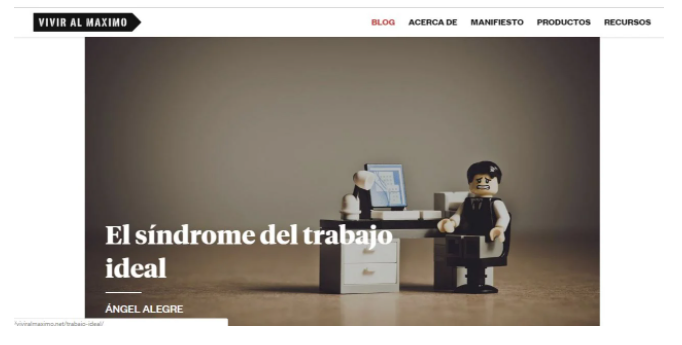 VIVIR AL MAXIMO
BLOG ACERCA DE MANIFIESTO PRODUCTOS RECURSOS
El síndrome del trabajo
ideal
ÁNGEL ALEGRE
viviralmaximo.net/trabajo-ideal/